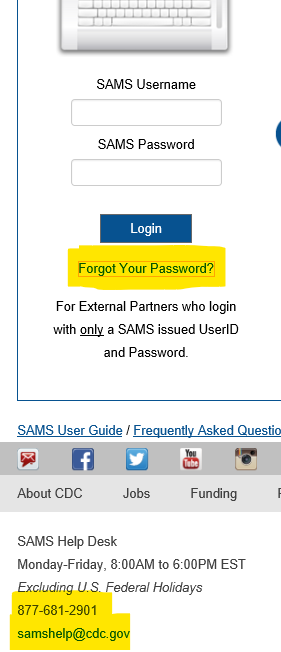 SAMS Username
SAMS Password
Login
Forgot Your Password?
For External Partners who login
with only a SAMS issued UserID
and Password.
SAMS User Guide / Frequently Asked Questio
You Tube
About CDC Jobs Funding
SAMS Help Desk
Monday-Friday, 8:00AM to 6:00PM EST
Excluding U.S. Federal Holidays
877-681-2901
samshelp@cdc.gov